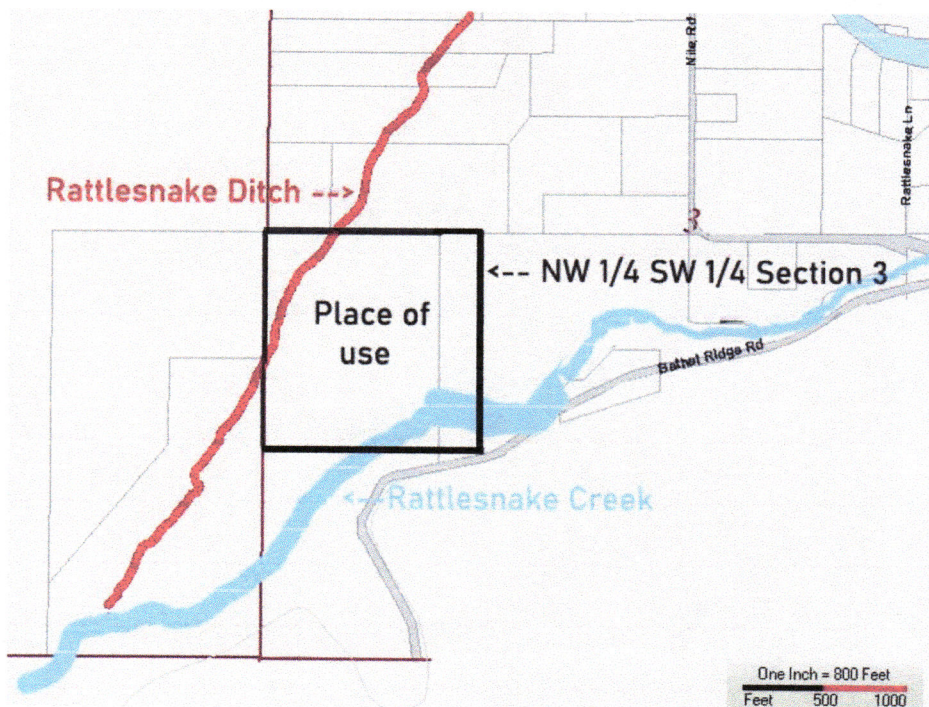 Nile Rd
Rattlesnake Ln
Rattlesnake Ditch -->
3
<-- NW 1/4 SW 1/4 Section 3
Place of
use
Bethel Ridge Rd
<--Rattlesnake Creek
One Inch = 800 Feet
Feet 500 1000